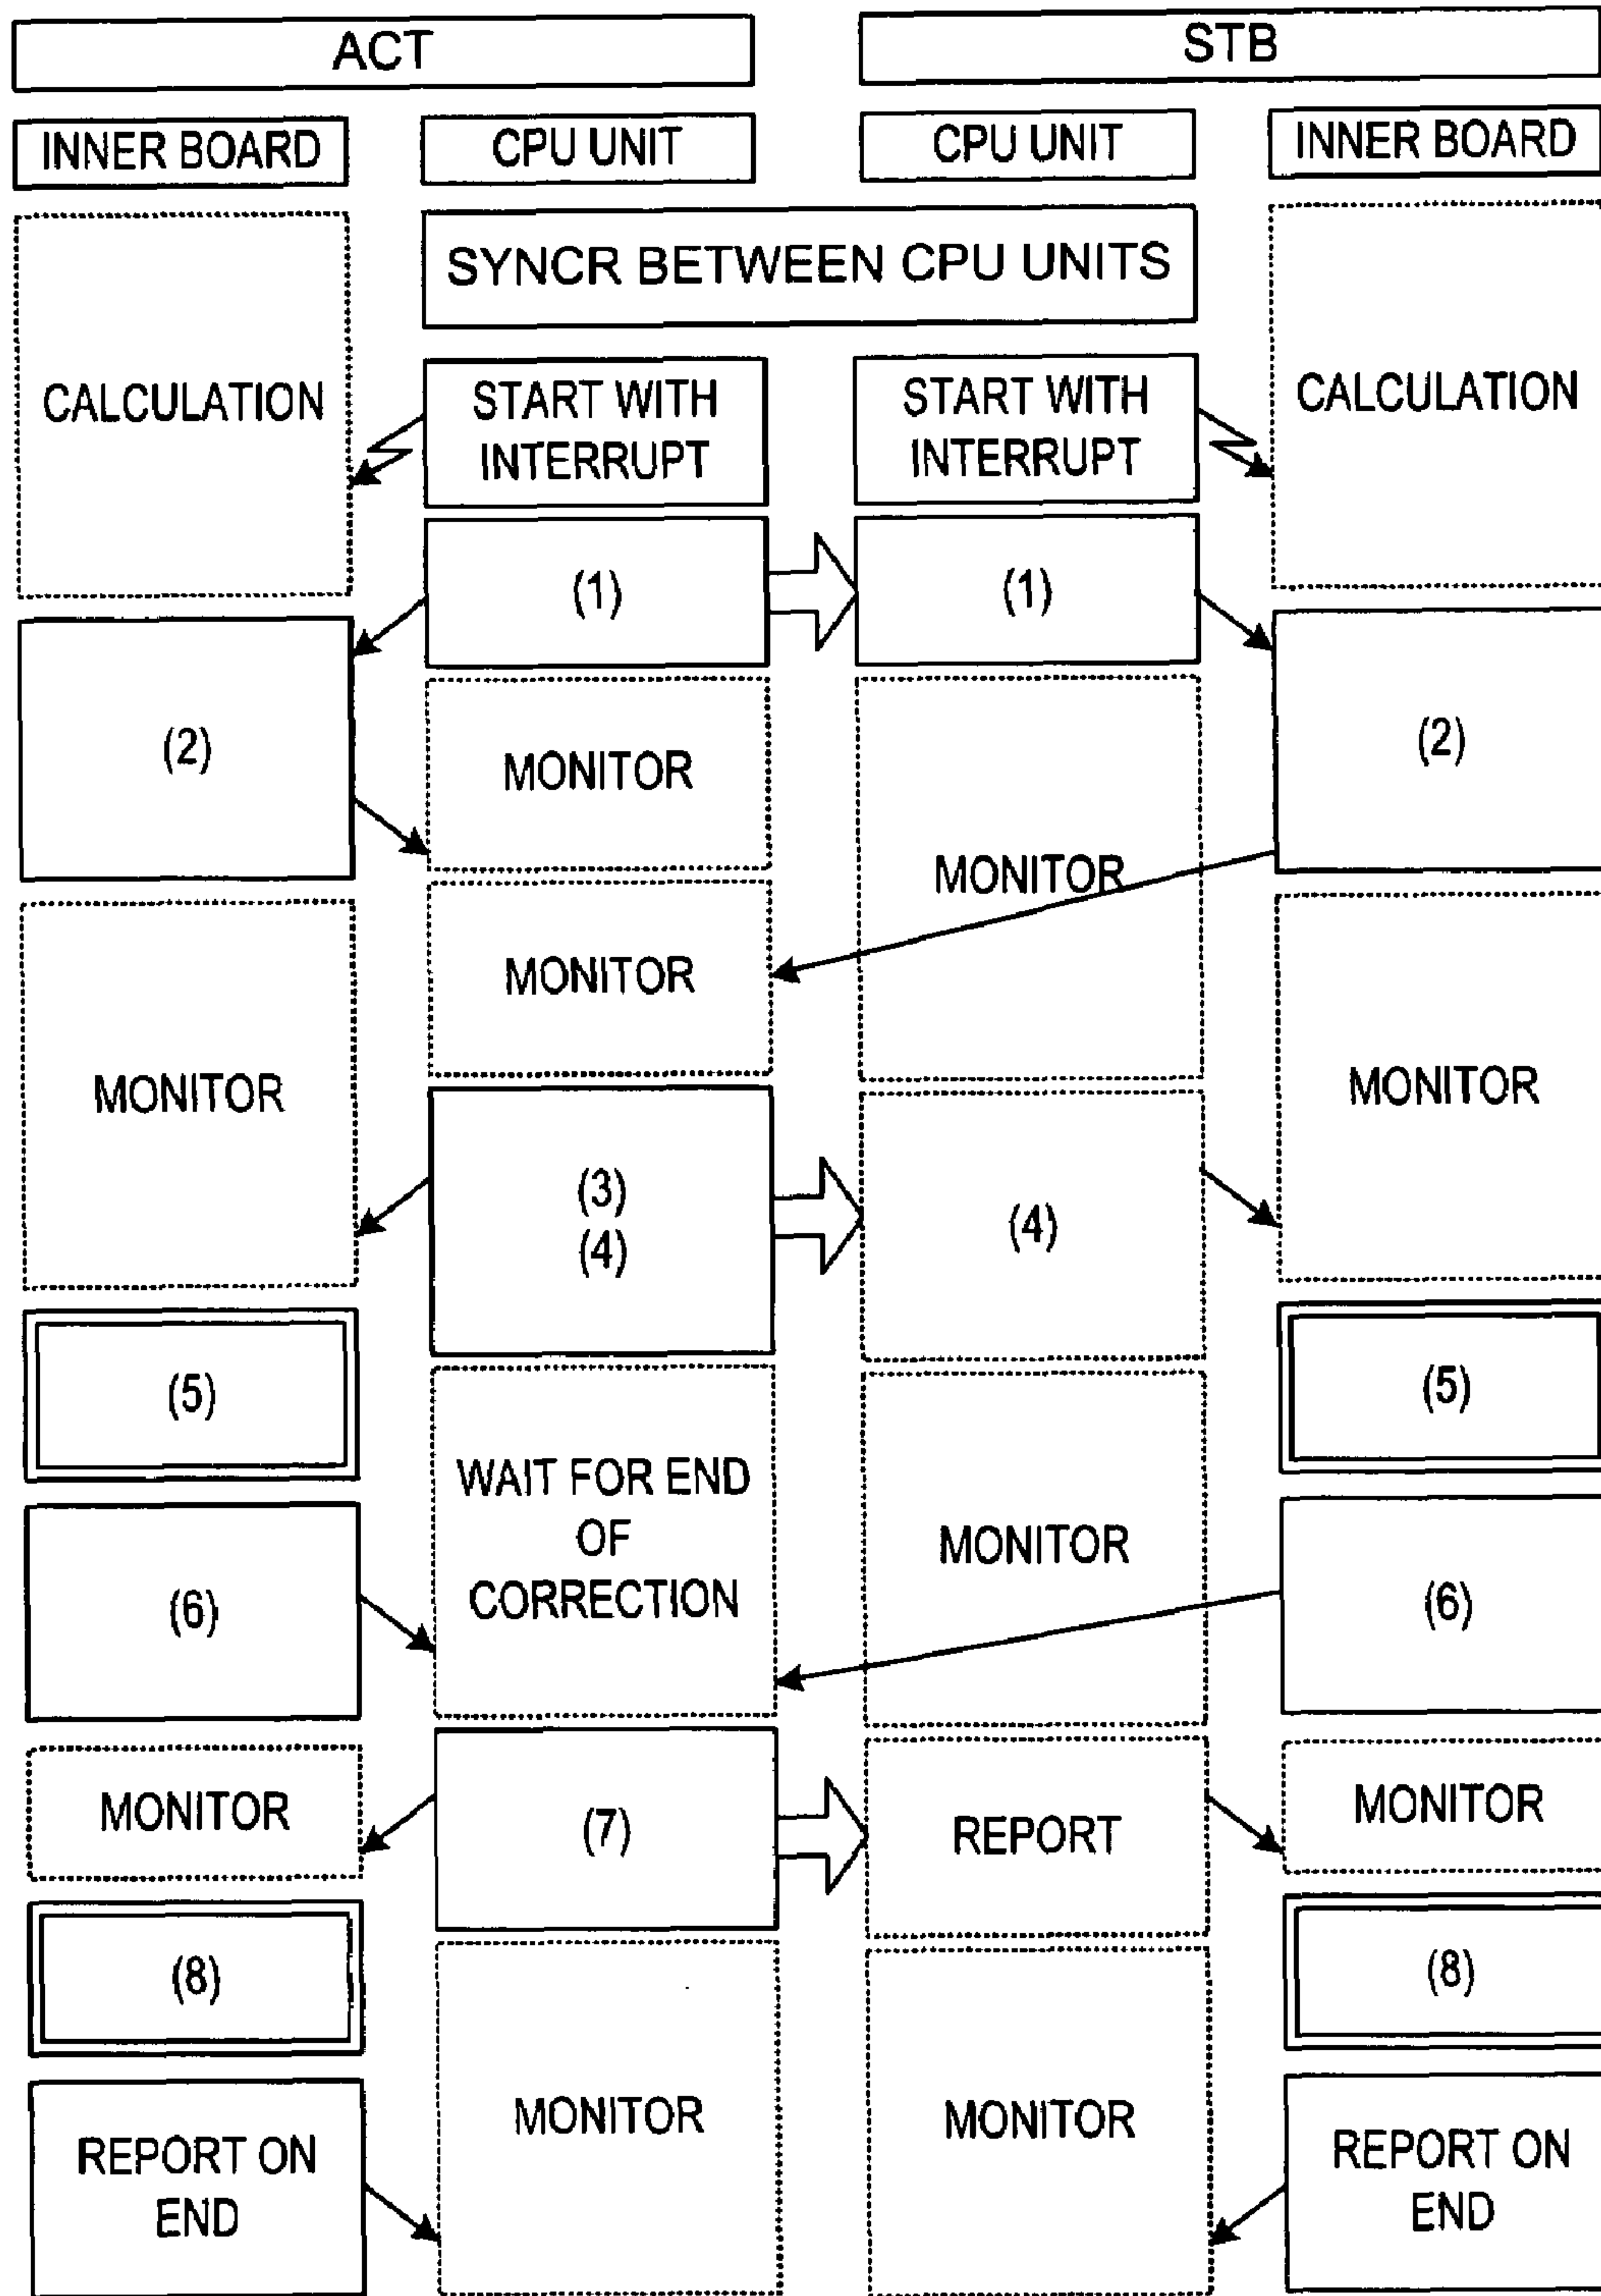 ACT
STB
INNER BOARD
CPU UNIT
CPU UNIT
INNER BOARD
SYNCR BETWEEN CPU UNITS
CALCULATION
START WITH
INTERRUPT
START WITH
INTERRUPT
CALCULATION
(1)
(1)
(2)
MONITOR
MONITOR
(2)
MONITOR
MONITOR
(3)
(4)
(4)
MONITOR
(5)
WAIT FOR END
OF
CORRECTION
MONITOR
(5)
(6)
(6)
MONITOR
(7)
REPORT
MONITOR
(8)
MONITOR
MONITOR
(8)
REPORT ON
END
REPORT ON
END